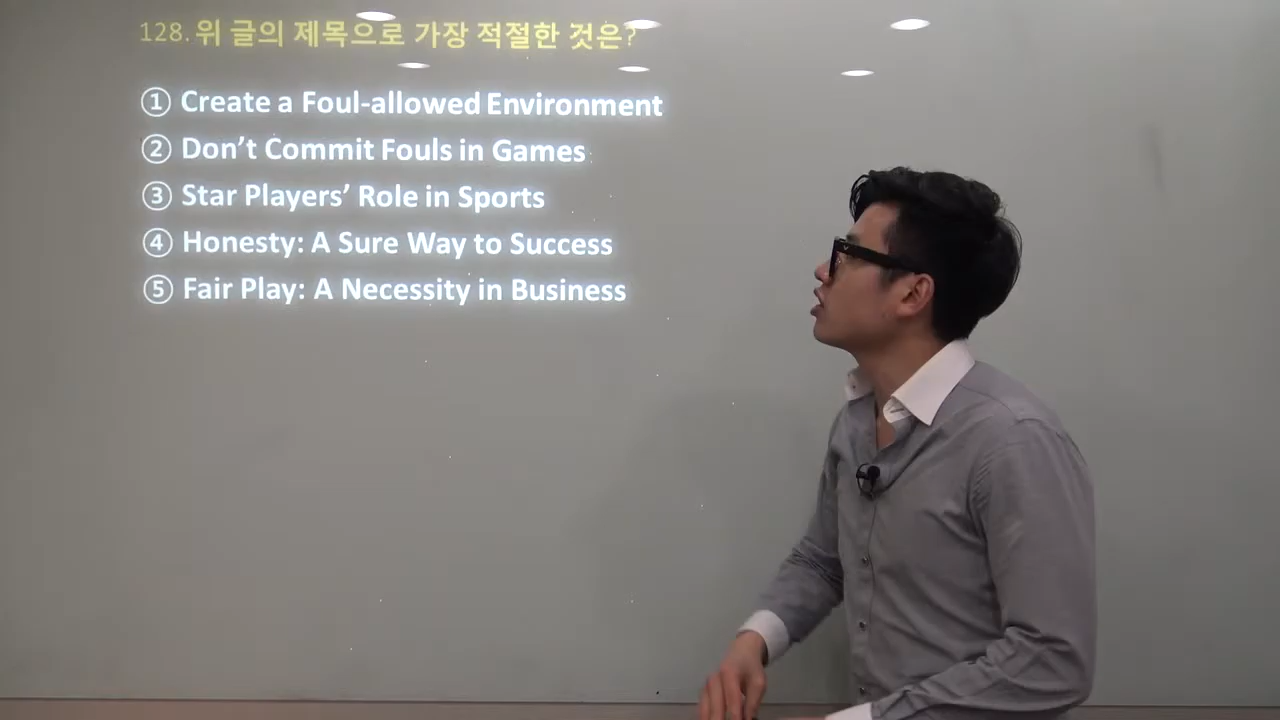 128. 위 글의 제목으로 가장 적절한 것은?
① Create a Foul-allowed Environment
② Don’t Commit Fouls in Games
③ Star Players’ Role in Sports
④ Honesty: A Sure Way to Success
⑤ Fair Play: A Necessity in Business